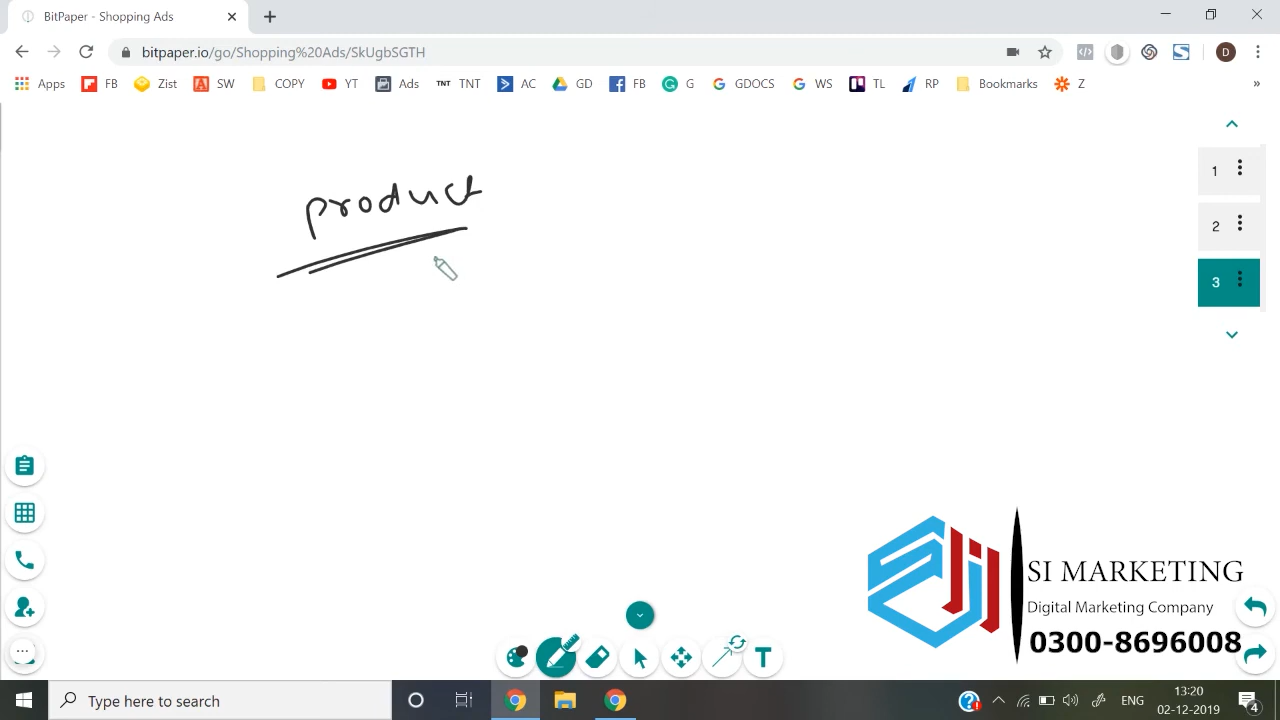 BitPaper - Shopping Ads
bitpaper.io/go/Shopping%20Ads/SkUgbSGTH
D
Apps FB Zist SW COPY YT Ads TNT TNT AC GD FB G GDOCS WS TL RP Bookmarks Z »
product
1
2
3
T
SI MARKETING
Digital Marketing Company
0300-8696008
Type here to search
ENG
13:20
02-12-2019
4